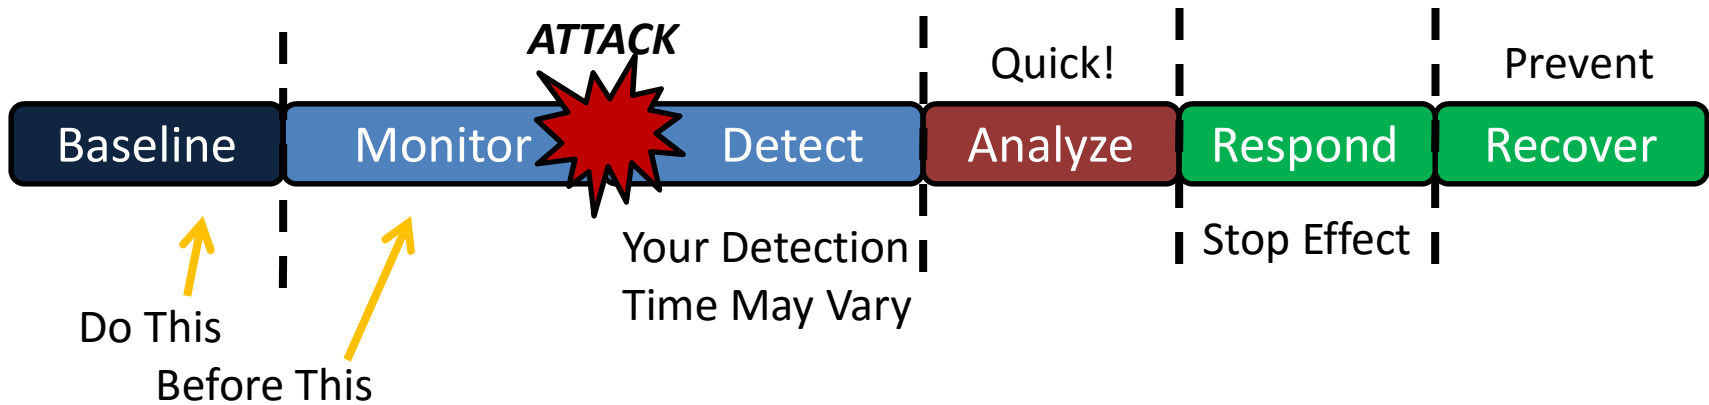 ATTACK
Quick!
Prevent
Baseline
Monitor
Detect
Analyze
Respond
Recover
Your Detection
Time May Vary
Stop Effect
Do This
Before This